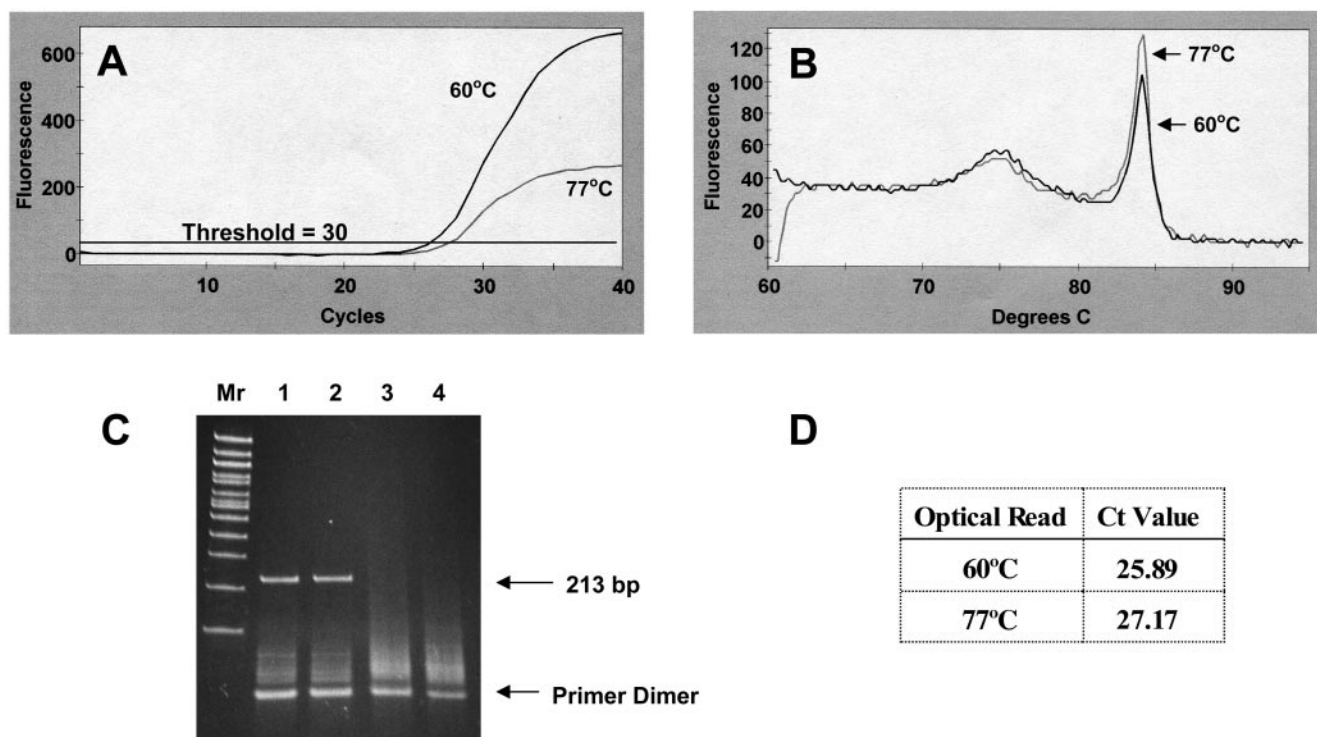 A
Fluorescence
600
400
200
0
60°C
77°C
Threshold = 30
10
20
30
40
Cycles
B
Fluorescence
120
100
80
60
40
20
0
77°C
60°C
60
70
80
90
Degrees C
C
Mr 1 2 3 4
213 bp
Primer Dimer
D
Optical Read Ct Value
60°C 25.89
77°C 27.17